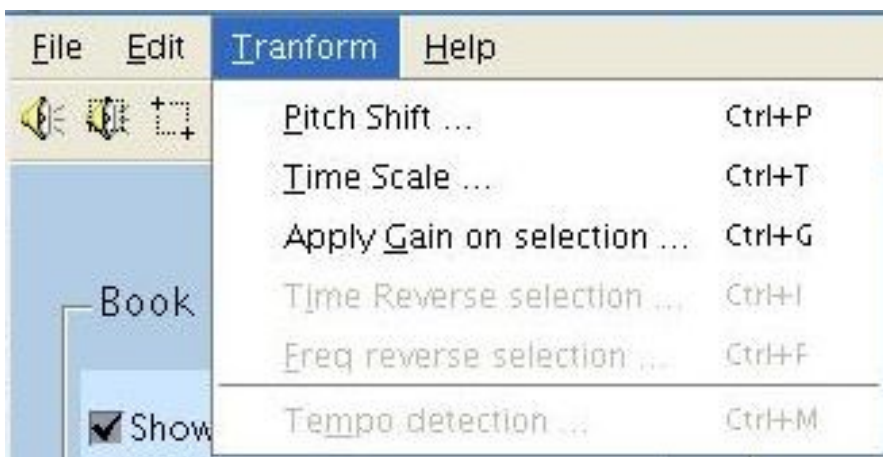 File Edit Tranform Help
Pitch Shift ... Ctrl+P
Time Scale ... Ctrl+T
Apply Gain on selection ... Ctrl+G
Time Reverse selection ... Ctrl+I
Freq reverse selection ... Ctrl+F
Tempo detection ... Ctrl+M
Book
Show